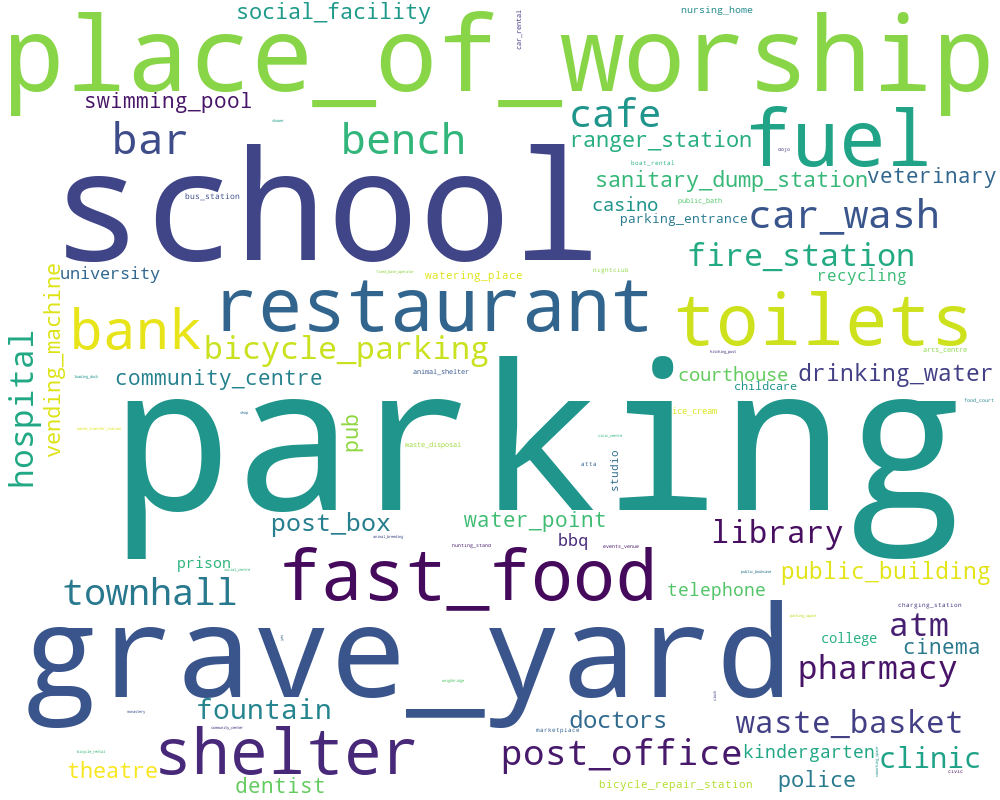 social_facility
nursing_home
car_rental
place_of_worship
swimming_pool
cafe
fuel
bar
bench
ranger_station
dojo
school
boat_rental
sanitary_dump_station
veterinary
bus_station
casino
public_bath
parking_entrance
car_wash
fire_station
university
watering_place
nightclub
recycling
vending_machine
restaurant
toilets
bank
bicycle_parking
hospital
arts_centre
community_centre
animal_shelter
courthouse
drinking_water
childcare
parking
food_court
ice_cream
pub
waste_disposal
atta
studio
post_box
water_point
library
bbq
hunting_stand
events_venue
prison
fast_food
public_building
townhall
telephone
grave_yard
charging_station
atm
college
cinema
pharmacy
fountain
doctors
waste_basket
marketplace
shelter
post_office
kindergarten
clinic
theatre
dentist
bicycle_repair_station
police
civic